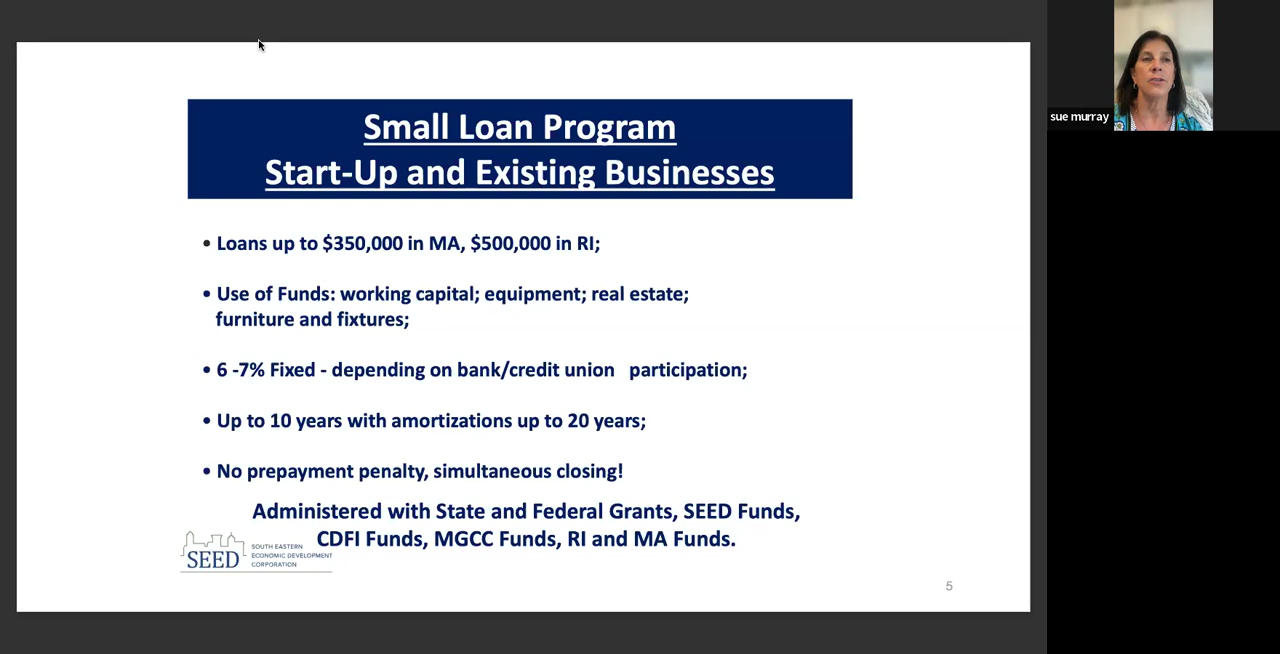 Small Loan Program
Start-Up and Existing Businesses
• Loans up to $350,000 in MA, $500,000 in RI;
• Use of Funds: working capital; equipment; real estate;
furniture and fixtures;
• 6 -7% Fixed - depending on bank/credit union participation;
• Up to 10 years with amortizations up to 20 years;
• No prepayment penalty, simultaneous closing!
Administered with State and Federal Grants, SEED Funds,
CDFI Funds, MGCC Funds, RI and MA Funds.
SEED
SOUTH EASTERN
ECONOMIC DEVELOPMENT
CORPORATION
5
sue murray